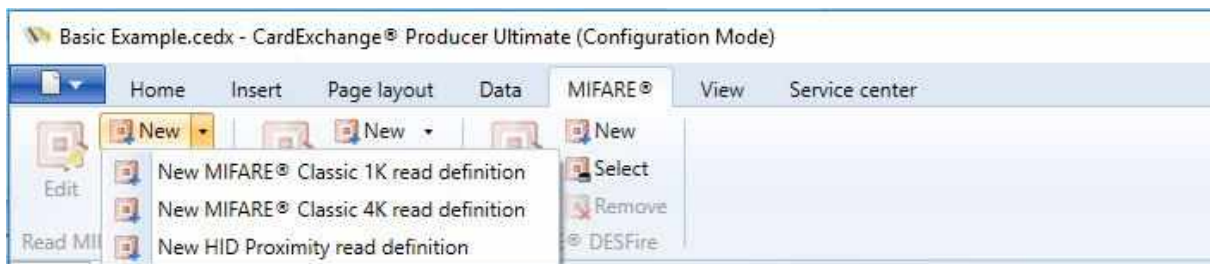 Basic Example.cedx - CardExchange® Producer Ultimate (Configuration Mode)
Home Insert Page layout Data MIFARE® View Service center
New New New
Edit
New MIFARE® Classic 1K read definition
Select
New MIFARE® Classic 4K read definition
Remove
New HID Proximity read definition
Read
® DESFire